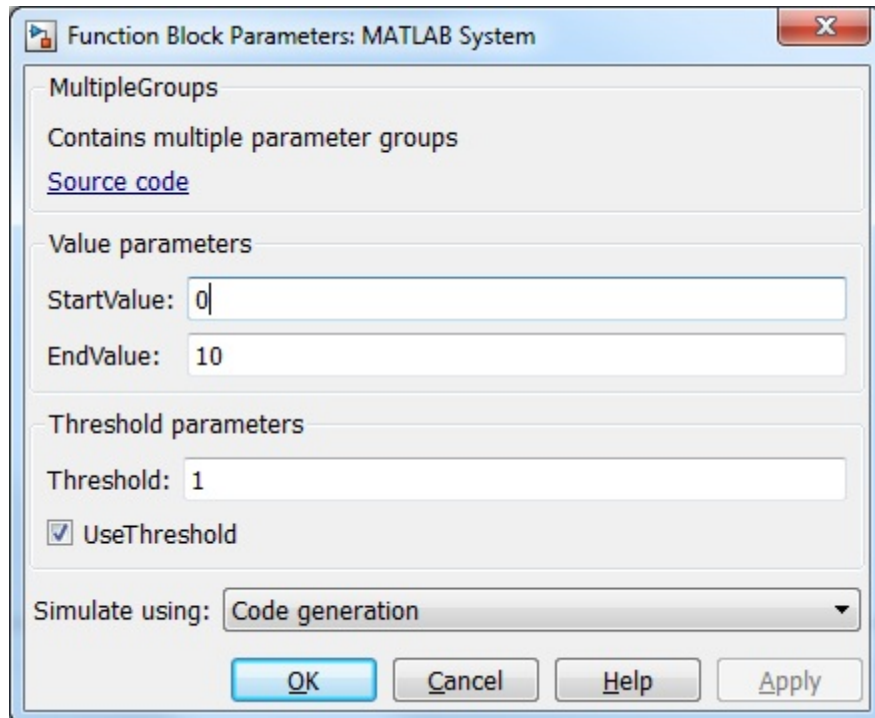 Function Block Parameters: MATLAB System
MultipleGroups
Contains multiple parameter groups
Source code
Value parameters
StartValue: 0
EndValue: 10
Threshold parameters
Threshold: 1
UseThreshold
Simulate using: Code generation
OK Cancel Help Apply